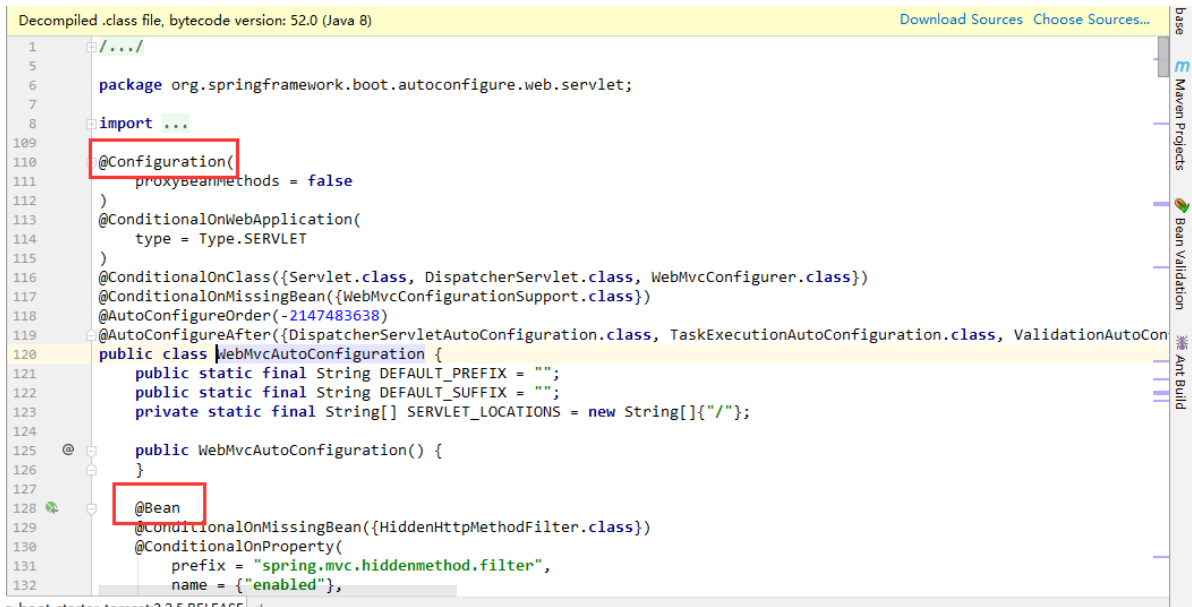 Decompiled .class file, bytecode version: 52.0 (Java 8) Download Sources Choose Sources...
1 /.../
5
6 package org.springframework.boot.autoconfigure.web.servlet;
7
8 import ...
109
110 @Configuration(
111 proxyBeanMethods = false
112 )
113 @ConditionalOnWebApplication(
114 type = Type.SERVLET
115 )
116 @ConditionalOnClass({Servlet.class, DispatcherServlet.class, WebMvcConfigurer.class})
117 @ConditionalOnMissingBean({WebMvcConfigurationSupport.class})
118 @AutoConfigureOrder(-2147483638)
119 @AutoConfigureAfter({DispatcherServletAutoConfiguration.class, TaskExecutionAutoConfiguration.class, ValidationAutoCon
120 public class WebMvcAutoConfiguration {
121 public static final String DEFAULT_PREFIX = "";
122 public static final String DEFAULT_SUFFIX = "";
123 private static final String[] SERVLET_LOCATIONS = new String[]{"/"};
124
125 @ public WebMvcAutoConfiguration() {
126 }
127
128 @Bean
129 @ConditionalOnMissingBean({HiddenHttpMethodFilter.class})
130 @ConditionalOnProperty(
131 prefix = "spring.mvc.hiddenmethod.filter",
132 name = {"enabled"},
base
m Maven Projects
Bean Validation
Ant Build